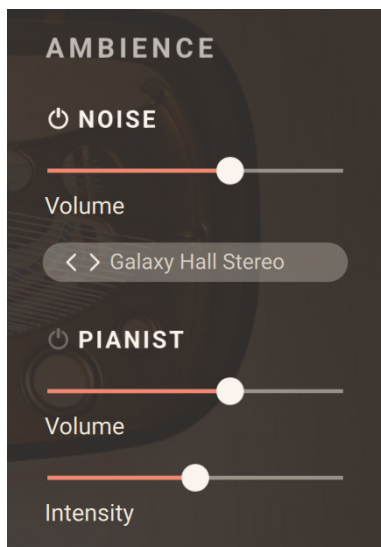 AMBIENCE
NOISE
Volume
Galaxy Hall Stereo
PIANIST
Volume
Intensity